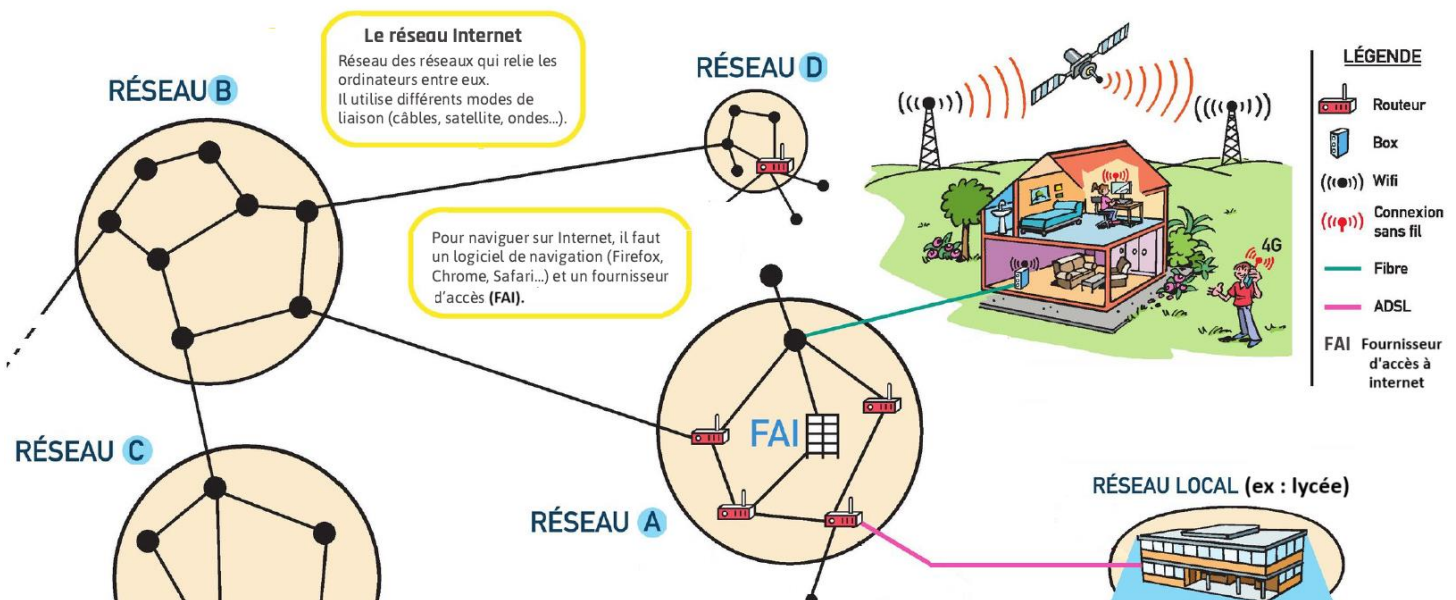 Le réseau Internet
Réseau des réseaux qui relie les
ordinateurs entre eux.
Il utilise différents modes de
liaison (câbles, satellite, ondes...).
RÉSEAU B
RÉSEAU D
Pour naviguer sur Internet, il faut
un logiciel de navigation (Firefox,
Chrome, Safari...) et un fournisseur
d'accès (FAI).
4G
LÉGENDE
Routeur
Box
Wifi
Connexion
sans fil
Fibre
ADSL
FAI Fournisseur
d'accès à
internet
FAI
RÉSEAU C
RÉSEAU A
RÉSEAU LOCAL (ex : lycée)